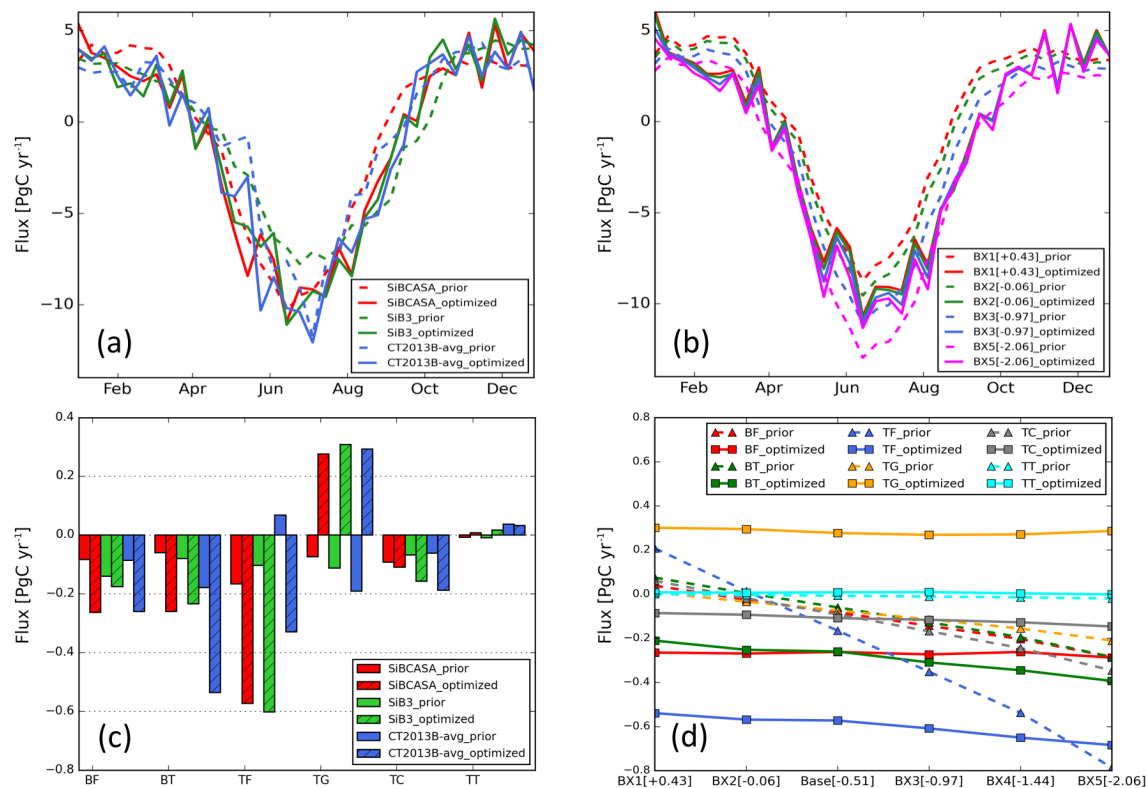 5
0
−5
−10
Flux [PgC yr⁻¹]
(a)
SiBCASA_prior
SiBCASA_optimized
SiB3_prior
SiB3_optimized
CT2013B-avg_prior
CT2013B-avg_optimized
Feb Apr Jun Aug Oct Dec
5
0
−5
−10
Flux [PgC yr⁻¹]
(b)
BX1[+0.43]_prior
BX1[+0.43]_optimized
BX2[-0.06]_prior
BX2[-0.06]_optimized
BX3[-0.97]_prior
BX3[-0.97]_optimized
BX5[-2.06]_prior
BX5[-2.06]_optimized
Feb Apr Jun Aug Oct Dec
0.4
0.2
0.0
−0.2
−0.4
−0.6
−0.8
Flux [PgC yr⁻¹]
(c)
SiBCASA_prior
SiBCASA_optimized
SiB3_prior
SiB3_optimized
CT2013B-avg_prior
CT2013B-avg_optimized
BF BT TF TG TC TT
0.8
0.6
0.4
0.2
0.0
−0.2
−0.4
−0.6
−0.8
Flux [PgC yr⁻¹]
BF_prior TF_prior TC_prior
BF_optimized TF_optimized TC_optimized
BT_prior TG_prior TT_prior
BT_optimized TG_optimized TT_optimized
(d)
BX1[+0.43] BX2[-0.06] Base[-0.51] BX3[-0.97] BX4[-1.44] BX5[-2.06]